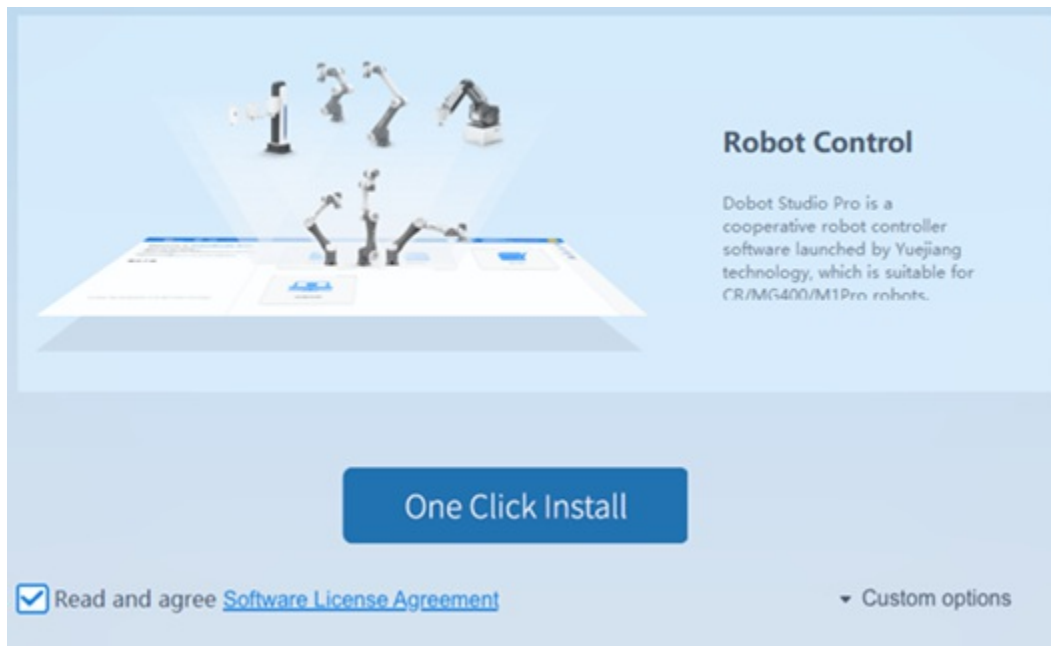 Robot Control
Dobot Studio Pro is a
cooperative robot controller
software launched by Yuejiang
technology, which is suitable for
CR/MG400/M1Pro robots.
One Click Install
Read and agree Software License Agreement
Custom options